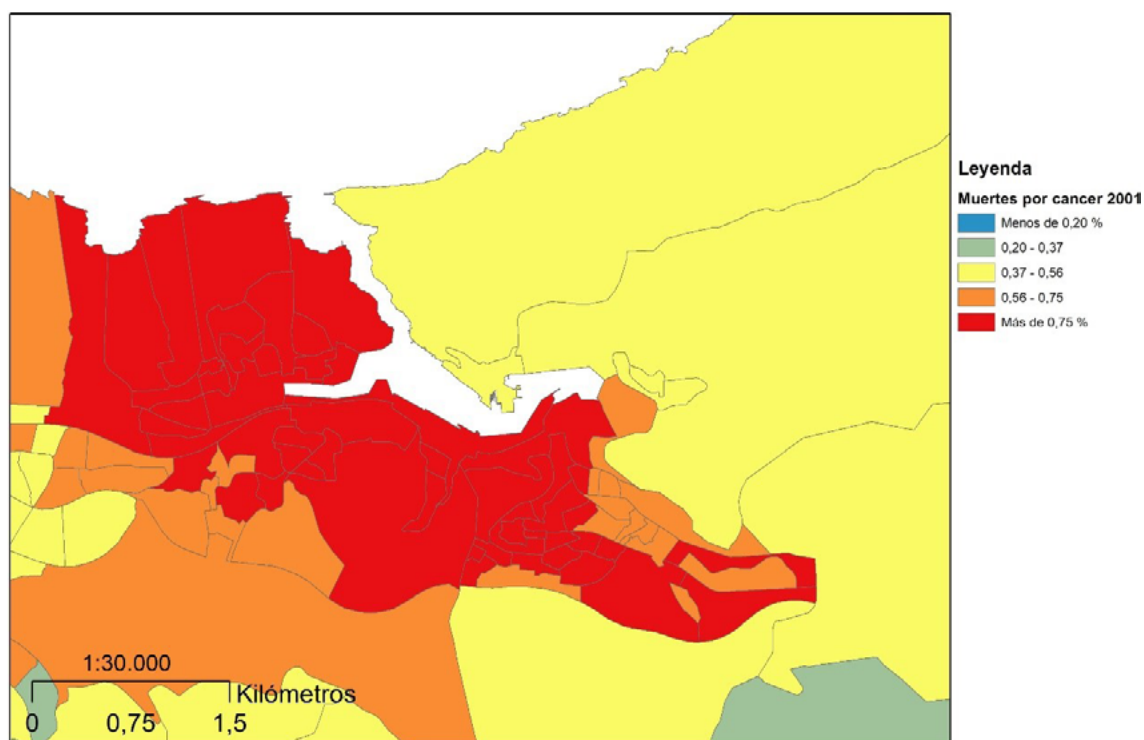 Leyenda
Muertes por cancer 2001
Menos de 0,20 %
0,20 - 0,37
0,37 - 0,56
0,56 - 0,75
Más de 0,75 %
1:30.000
Kilómetros
0 0,75 1,5